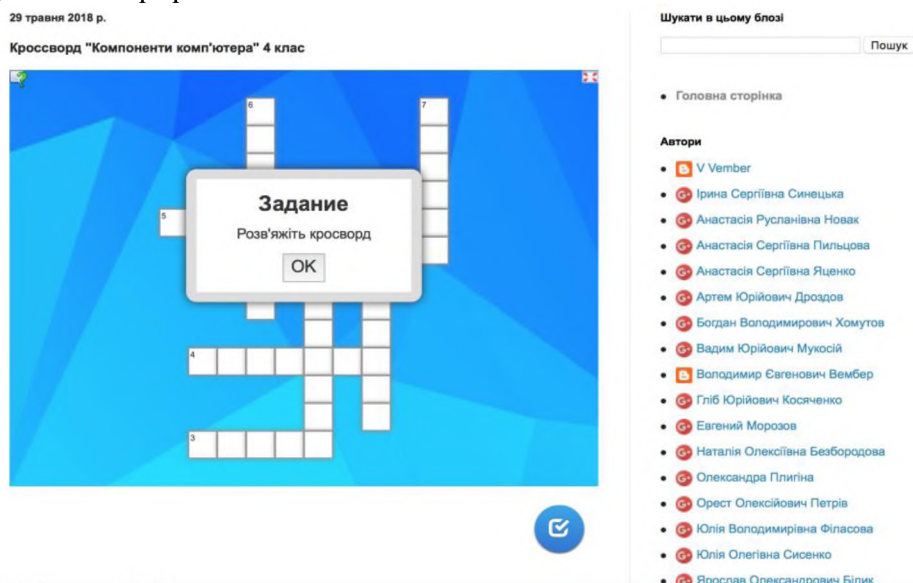 29 травня 2018 р.
Кроссворд "Компоненти комп'ютера" 4 клас
6
7
5
Задание
Розв'яжіть кросворд
OK
4
3
Шукати в цьому блозі
Пошук
Головна сторінка
Автори
V Vember
Ірина Сергіївна Синецька
Анастасія Русланівна Новак
Анастасія Сергіївна Пильцова
Анастасія Сергіївна Яценко
Артем Юрійович Дроздов
Богдан Володимирович Хомутов
Вадим Юрійович Мукосій
Володимир Євгенович Вембер
Гліб Юрійович Косяченко
Евгений Морозов
Наталія Олексіївна Безбородова
Олександра Плигіна
Орест Олексійович Петрів
Юлія Володимирівна Філасова
Юлія Олегівна Сисенко
Ярослав Олександрович Білик